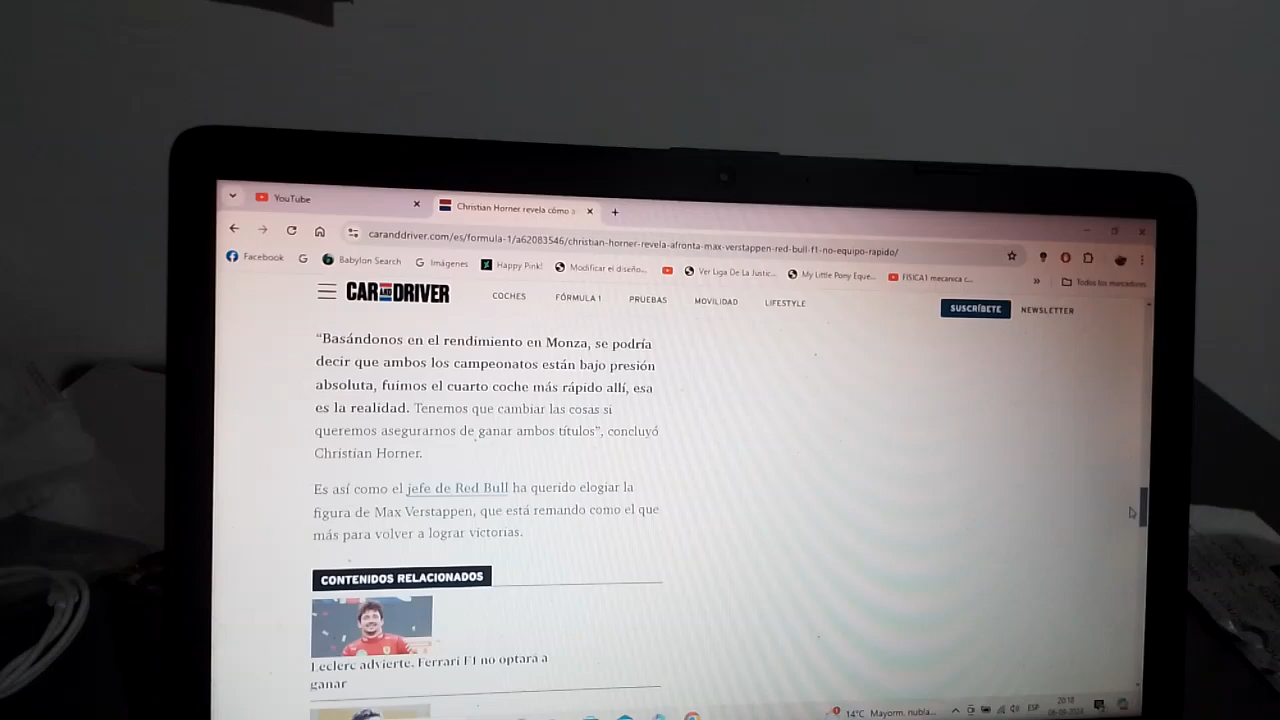 YouTube
Christian Horner revela cómo
caranddriver.com/es/formula-1/a62083546/christian-horner-revela-afronta-max-verstappen-red-bull-f1-no-equipo-rapido/
Facebook
Babylon Search
Imágenes
Happy Pink!
Modificar el diseño...
Ver Liga De La Justic...
My Little Pony Eque...
FISICA1 mecanica c...
Todos los marcadores
CAR AND DRIVER
COCHES
FÓRMULA 1
PRUEBAS
MOVILIDAD
LIFESTYLE
SUSCRÍBETE
NEWSLETTER
“Basándonos en el rendimiento en Monza, se podría
decir que ambos los campeonatos están bajo presión
absoluta, fuimos el cuarto coche más rápido allí, esa
es la realidad. Tenemos que cambiar las cosas si
queremos asegurarnos de ganar ambos títulos”, concluyó
Christian Horner.
Es así como el jefe de Red Bull ha querido elogiar la
figura de Max Verstappen, que está remando como el que
más para volver a lograr victorias.
CONTENIDOS RELACIONADOS
Leclerc advierte, Ferrari F1 no optará a
ganar
14°C Mayorm. nubla...
ESP
20:18